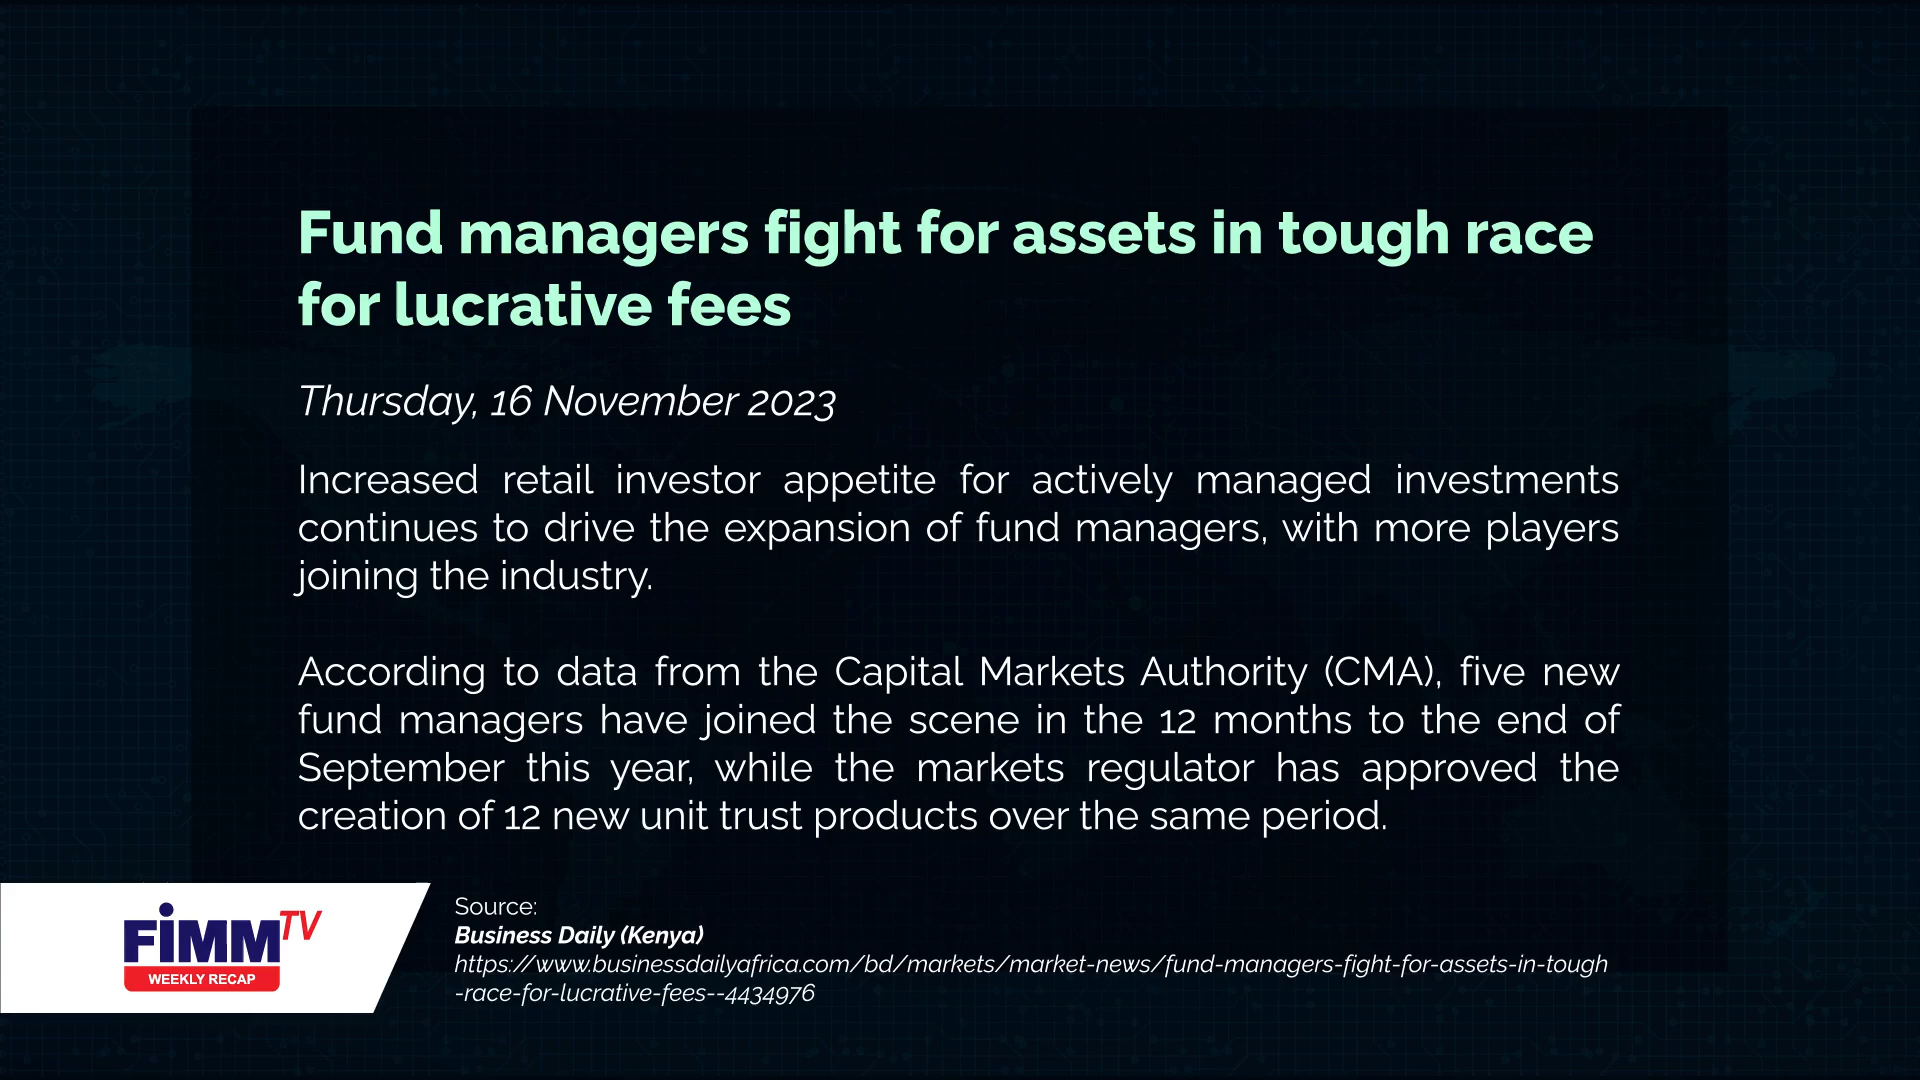 Fund managers fight for assets in tough race
for lucrative fees
Thursday, 16 November 2023
Increased retail investor appetite for actively managed investments
continues to drive the expansion of fund managers, with more players
joining the industry.
According to data from the Capital Markets Authority (CMA), five new
fund managers have joined the scene in the 12 months to the end of
September this year, while the markets regulator has approved the
creation of 12 new unit trust products over the same period.
FiMM TV
WEEKLY RECAP
Source:
Business Daily (Kenya)
https://www.businessdailyafrica.com/bd/markets/market-news/fund-managers-fight-for-assets-in-tough
-race-for-lucrative-fees--4434976